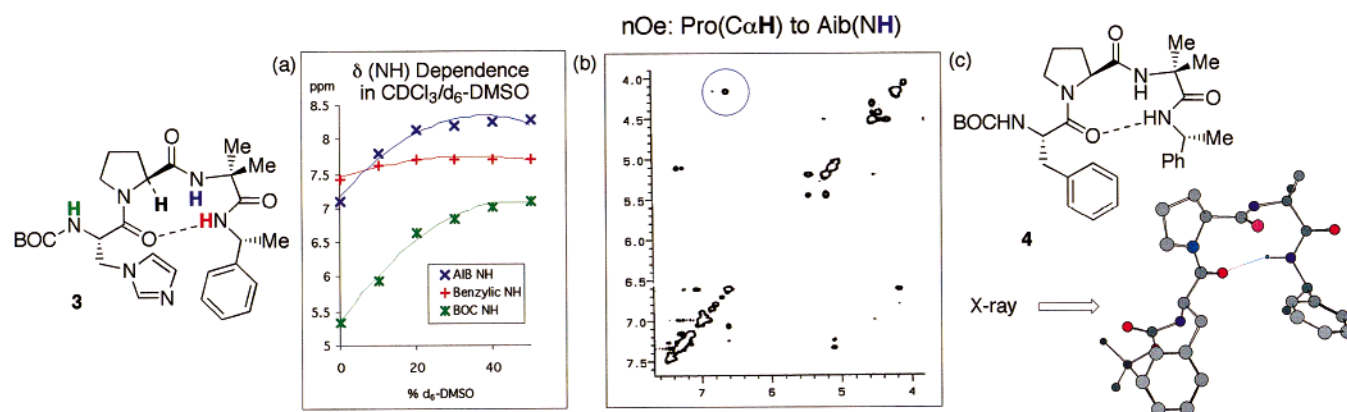 nOe: Pro(CαH) to Aib(NH)
(a)
δ (NH) Dependence
in CDCl₃/d₆-DMSO
ppm
8.5
8
7.5
7
6.5
6
5.5
5
0
20
40
% d₆-DMSO
AIB NH
Benzylic NH
BOC NH
H
N
O
N
H
N
H
Me
Me
O
H
N
BOC
O
Me
N
N
3
(b)
4.0
4.5
5.0
5.5
6.0
6.5
7.0
7.5
7
6
5
4
(c)
O
N
N
H
Me
Me
O
BOCHN
O
HN
Me
Ph
4
X-ray